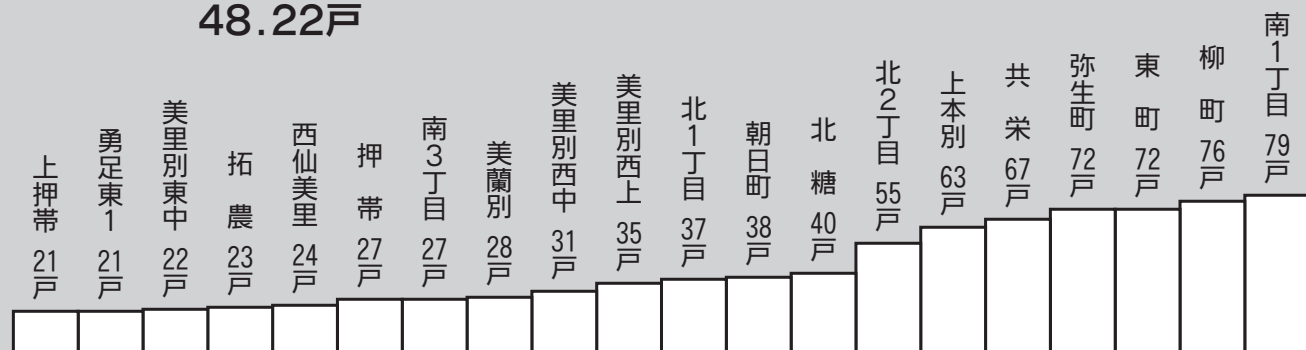 48.22戸
上押帯 21戸
勇足東1 21戸
美里別東中 22戸
拓農 23戸
西仙美里 24戸
押帯 27戸
南3丁目 27戸
美蘭別 28戸
美里別西中 31戸
美里別西上 35戸
北1丁目 37戸
朝日町 38戸
北糖 40戸
北2丁目 55戸
上本別 63戸
共栄 67戸
弥生町 72戸
東町 72戸
柳町 76戸
南1丁目 79戸